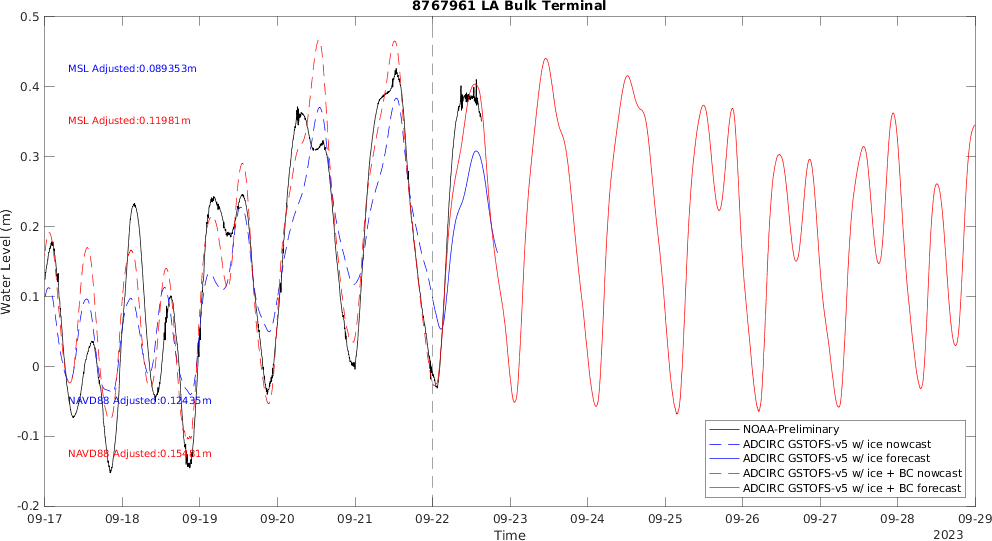 8767961 LA Bulk Terminal
0.5
0.4
0.3
0.2
0.1
0
-0.1
-0.2
Water Level (m)
MSL Adjusted:0.089353m
MSL Adjusted:0.11981m
NAVD88 Adjusted:0.12435m
NAVD88 Adjusted:0.15481m
NOAA-Preliminary
ADCIRC GSTOFS-v5 w/ ice nowcast
ADCIRC GSTOFS-v5 w/ ice forecast
ADCIRC GSTOFS-v5 w/ ice + BC nowcast
ADCIRC GSTOFS-v5 w/ ice + BC forecast
09-17 09-18 09-19 09-20 09-21 09-22 09-23 09-24 09-25 09-26 09-27 09-28 09-29
Time
2023